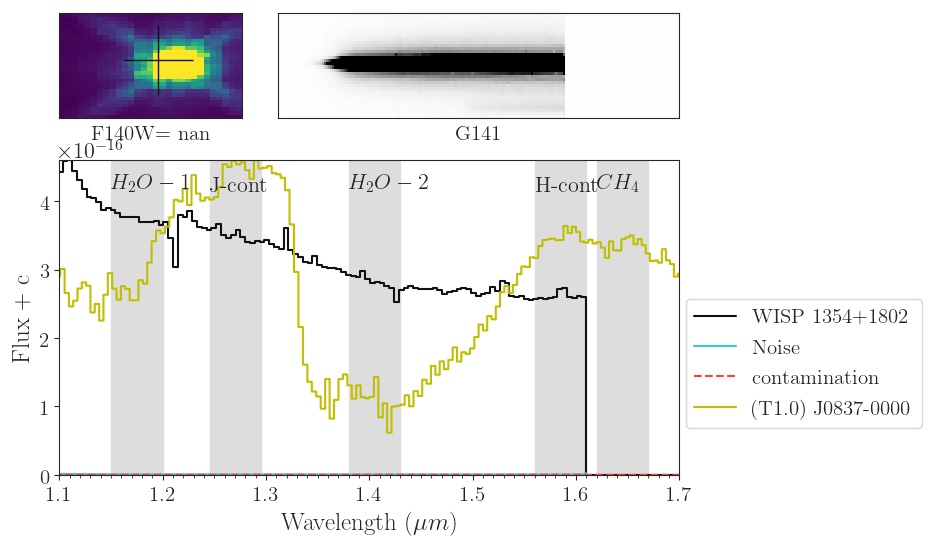 F140W= nan
G141
×10⁻¹⁶
H₂O − 1
J-cont
H₂O − 2
H-cont
CH₄
4
3
2
1
0
Flux + c
1.1 1.2 1.3 1.4 1.5 1.6 1.7
Wavelength (μm)
WISP 1354+1802
Noise
contamination
(T1.0) J0837-0000